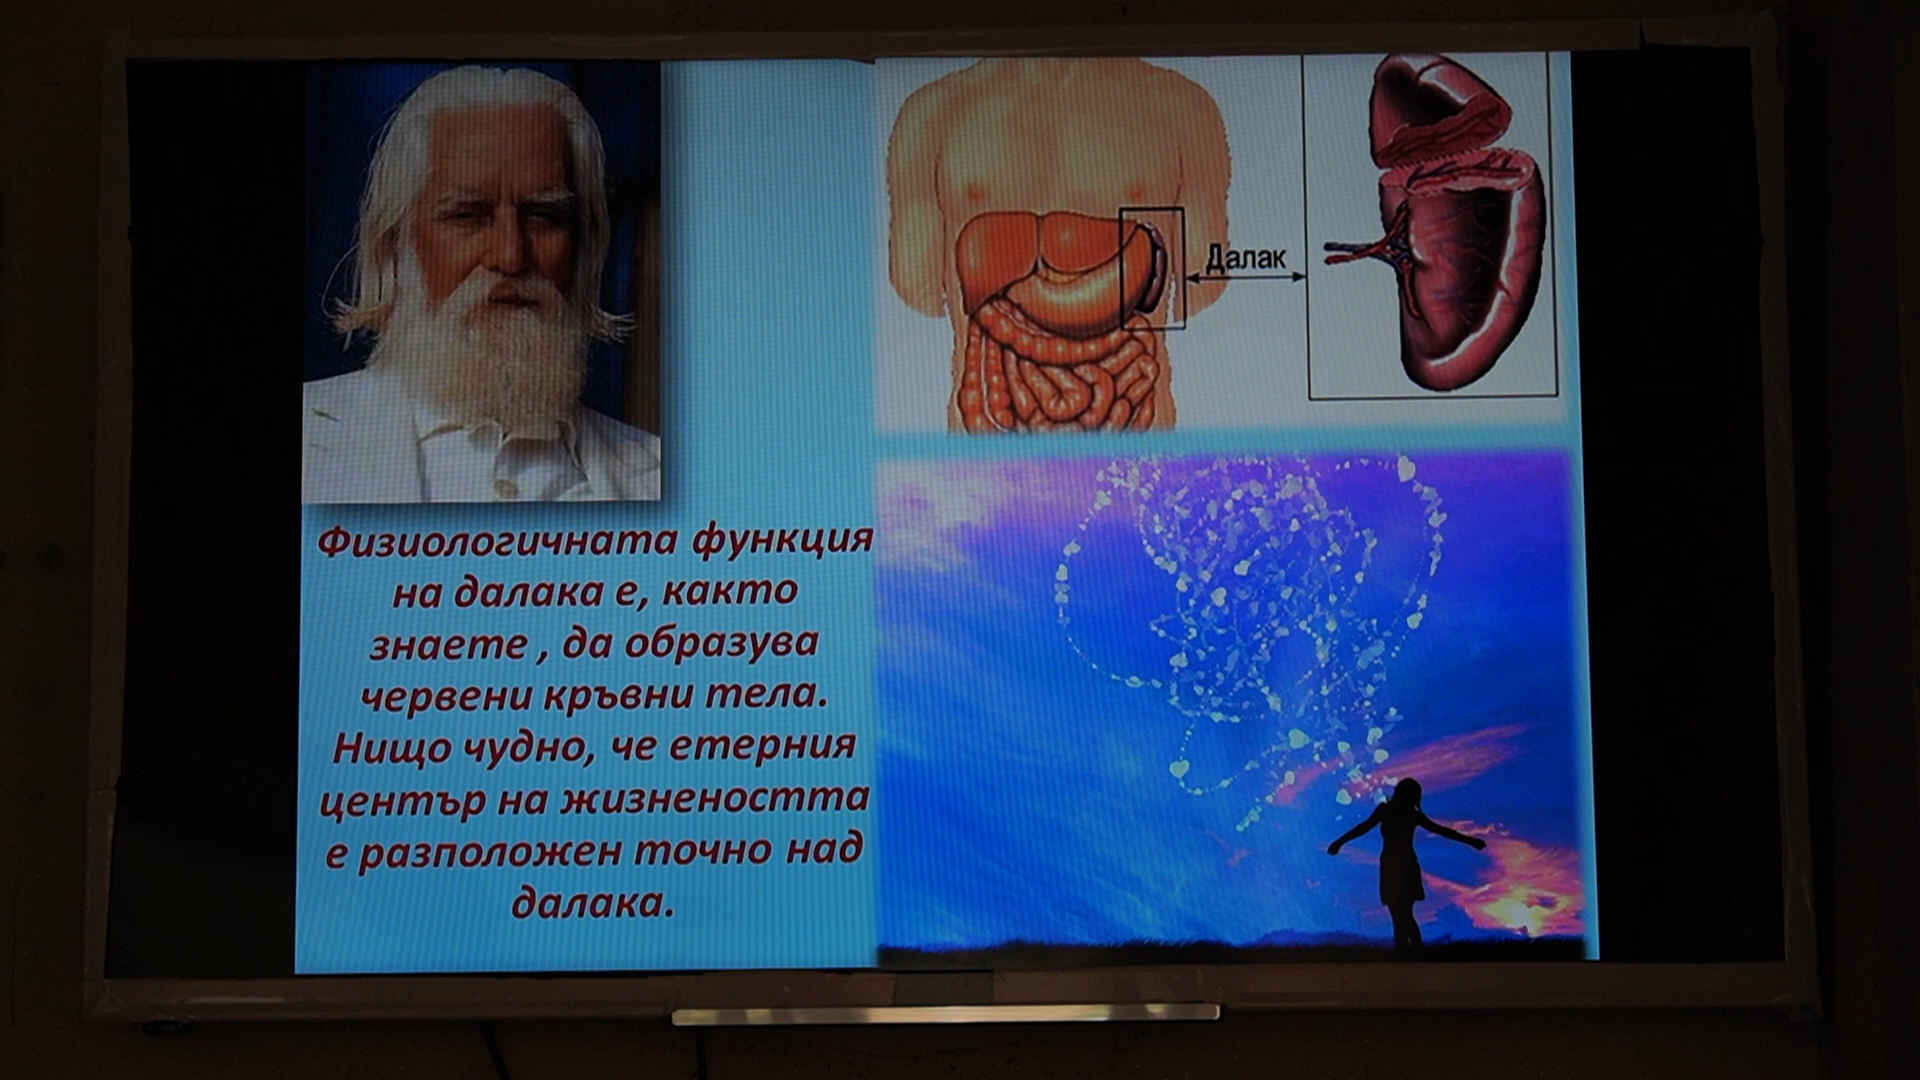 Далак
Физиологичната функция
на далака е, както
знаете , да образува
червени кръвни тела.
Нищо чудно, че етерния
център на жизнеността
е разположен точно над
далака.